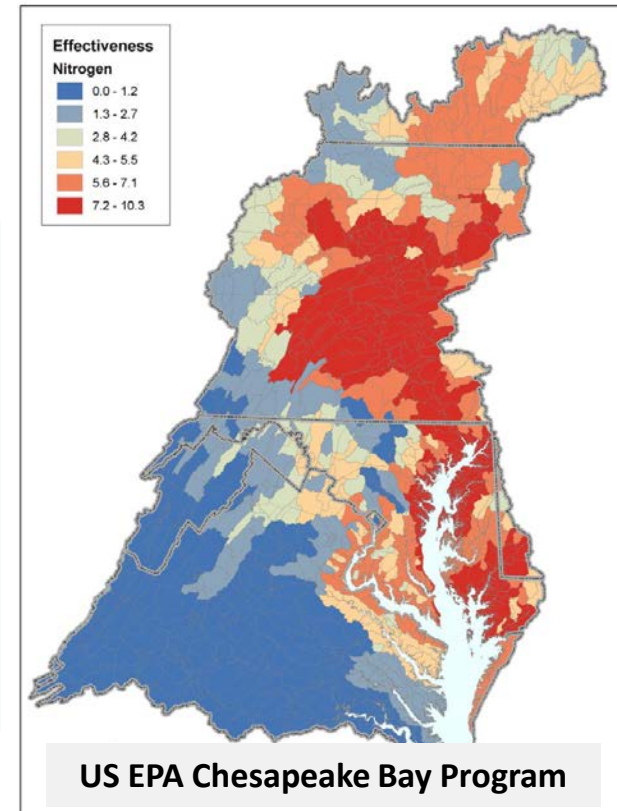 Effectiveness
Nitrogen
0.0 - 1.2
1.3 - 2.7
2.8 - 4.2
4.3 - 5.5
5.6 - 7.1
7.2 - 10.3
US EPA Chesapeake Bay Program